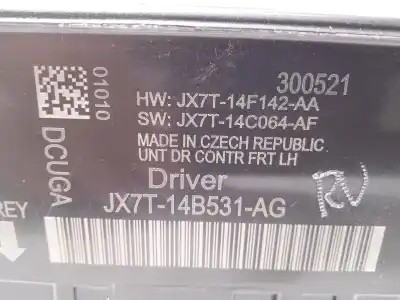 300521
HW: JX7T-14F142-AA
SW: JX7T-14C064-AF
MADE IN CZECH REPUBLIC
UNT DR CONTR FRT LH
Driver
JX7T-14B531-AG
01010
DCUGA
REY
RV